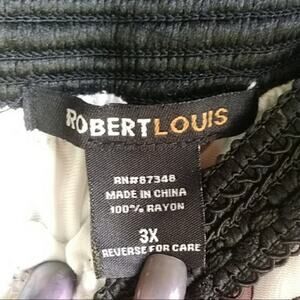 ROBERTLOUIS
RN#87348
MADE IN CHINA
100% RAYON
3X
REVERSE FOR CARE